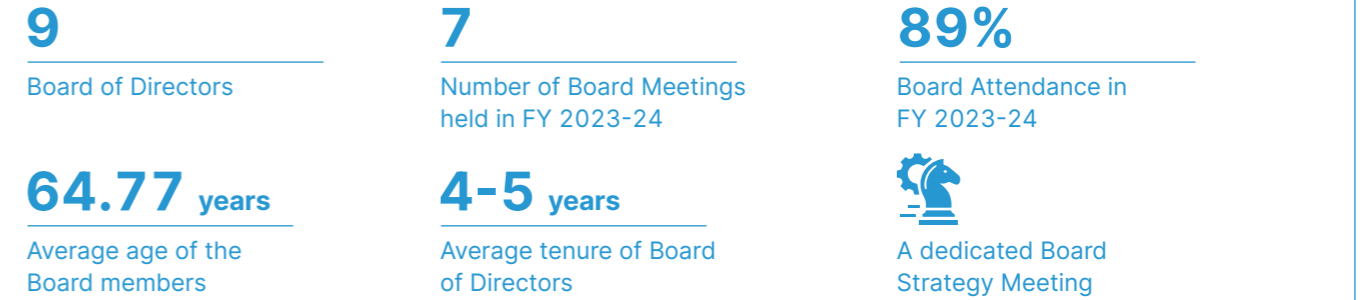 9
Board of Directors
7
Number of Board Meetings
held in FY 2023-24
89%
Board Attendance in
FY 2023-24
64.77 years
Average age of the
Board members
4-5 years
Average tenure of Board
of Directors
A dedicated Board
Strategy Meeting